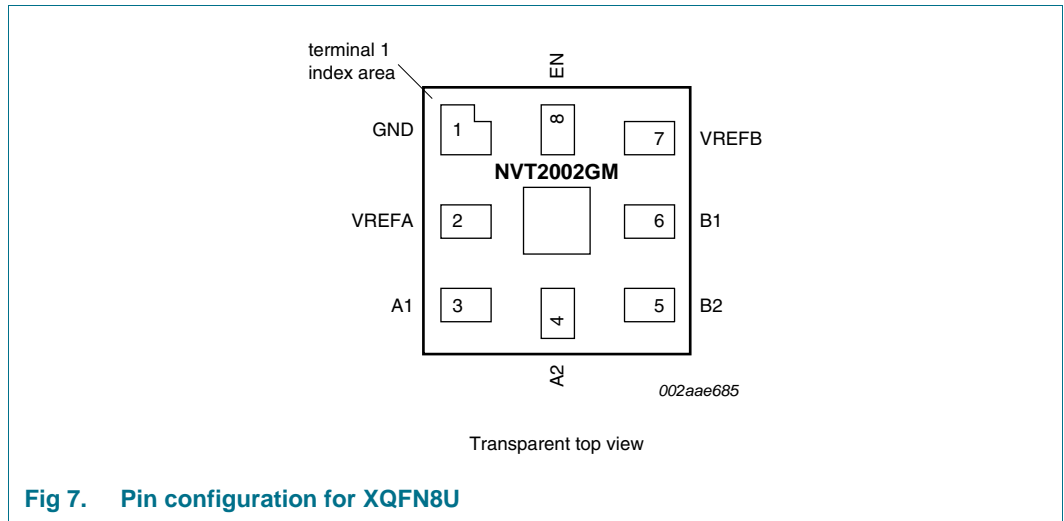 terminal 1
index area
EN
GND 1 8 7 VREFB
NVT2002GM
VREFA 2 6 B1
A1 3 4 5 B2
A2
002aae685
Transparent top view
Fig 7. Pin configuration for XQFN8U